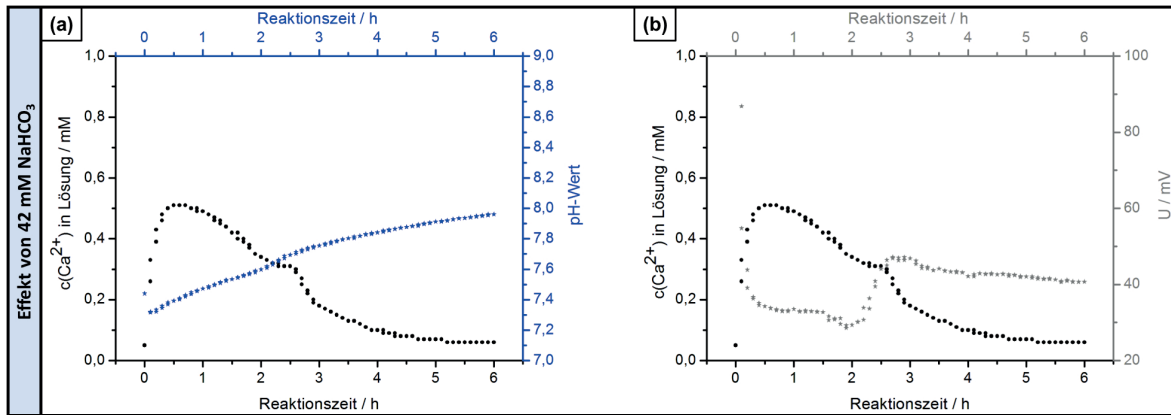 Effekt von 42 mM NaHCO3
(a)
Reaktionszeit / h
0 1 2 3 4 5 6
1,0
0,8
0,6
0,4
0,2
0,0
c(Ca2+) in Lösung / mM
9,0
8,8
8,6
8,4
8,2
8,0
7,8
7,6
7,4
7,2
7,0
pH-Wert
0 1 2 3 4 5 6
Reaktionszeit / h
(b)
Reaktionszeit / h
0 1 2 3 4 5 6
1,0
0,8
0,6
0,4
0,2
0,0
c(Ca2+) in Lösung / mM
100
80
60
40
20
U / mV
0 1 2 3 4 5 6
Reaktionszeit / h